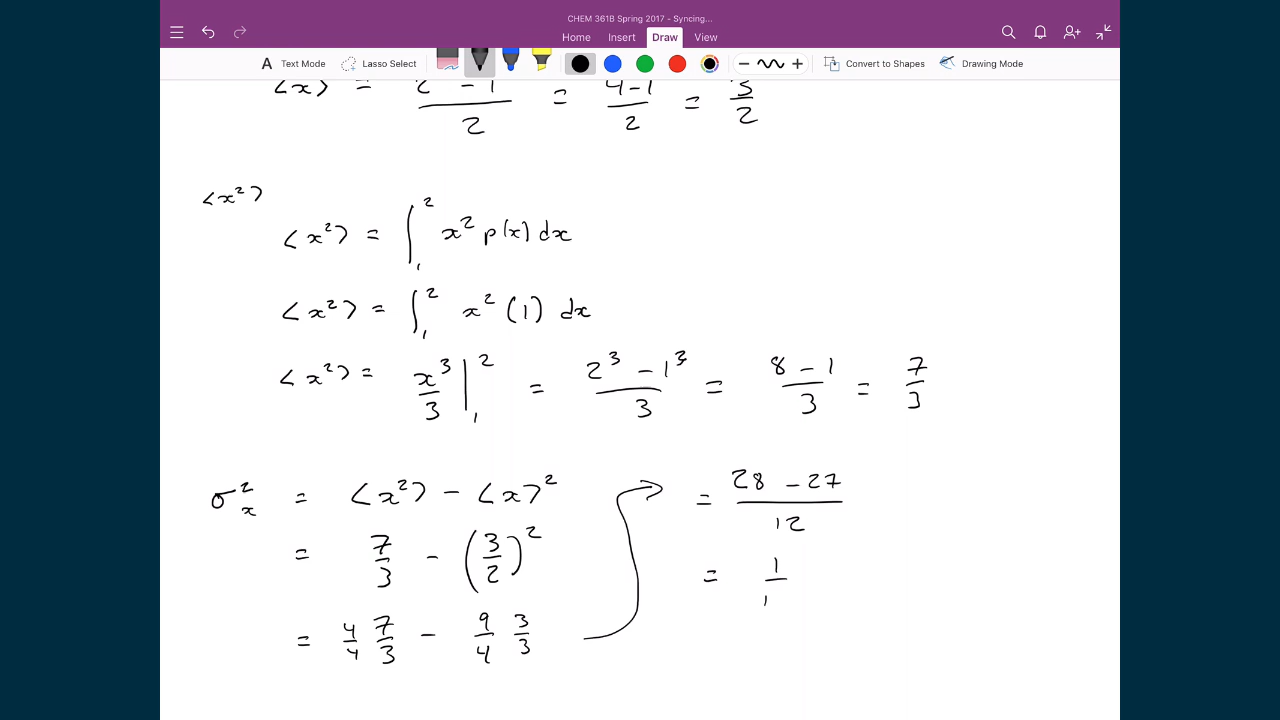 CHEM 361B Spring 2017 - Syncing...
Home Insert Draw View
Text Mode Lasso Select Convert to Shapes Drawing Mode
<x> = 2 - 1 / 2 = 4-1 / 2 = 3/2
<x²>
<x²> = ∫₁² x² p(x) dx
<x²> = ∫₁² x² (1) dx
<x²> = x³/3 |₁² = 2³ - 1³ / 3 = 8 - 1 / 3 = 7/3
σ²ₓ = <x²> - <x>² = 28 - 27 / 12
= 7/3 - (3/2)² = 1/1
= 4/4 7/3 - 9/4 3/3